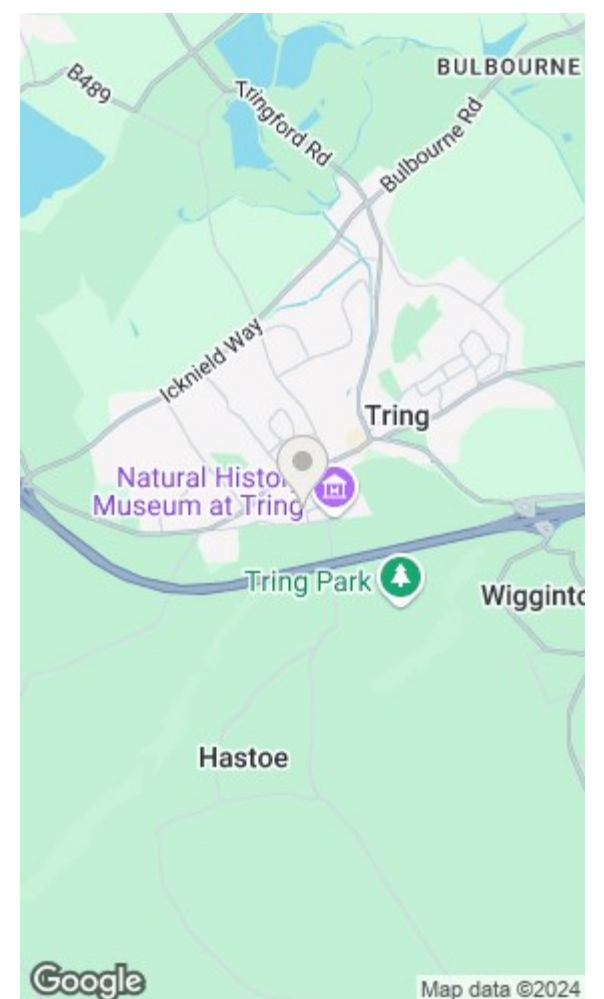 BULBOURNE
B489
Tringford Rd
Bulbourne Rd
Icknield Way
Tring
Natural History
Museum at Tring
Tring Park
Wigginto
Hastoe
Google
Map data ©2024